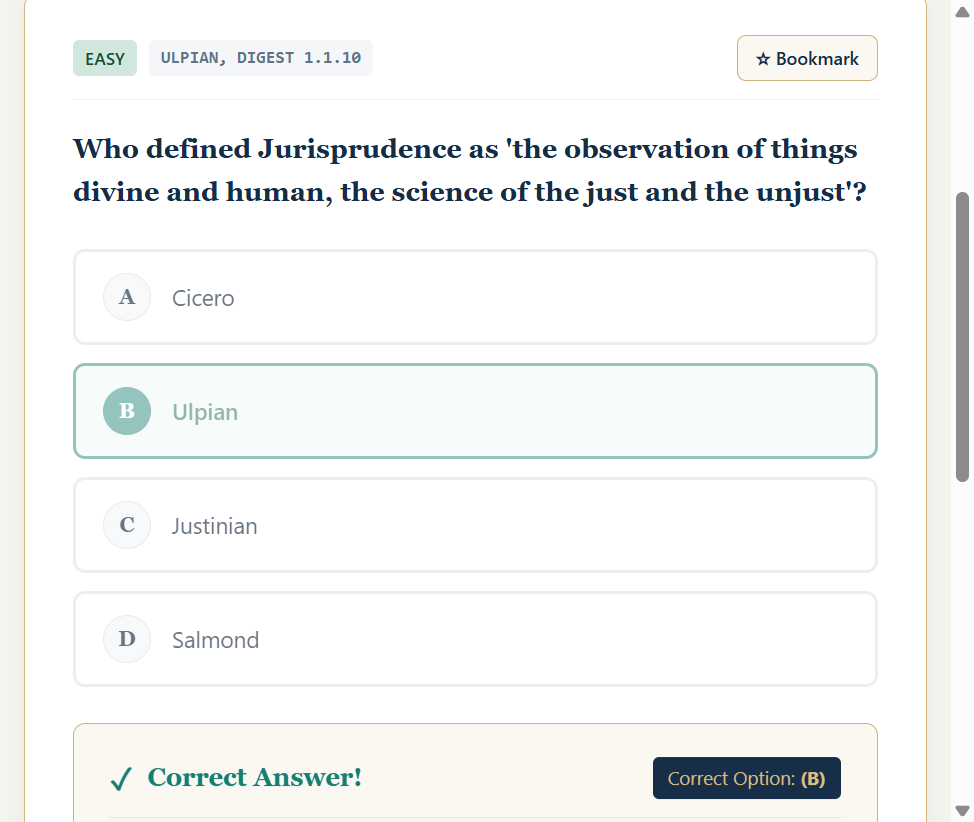 EASY
ULPIAN, DIGEST 1.1.10
☆ Bookmark
Who defined Jurisprudence as 'the observation of things
divine and human, the science of the just and the unjust'?
A Cicero
B Ulpian
C Justinian
D Salmond
✓ Correct Answer!
Correct Option: (B)